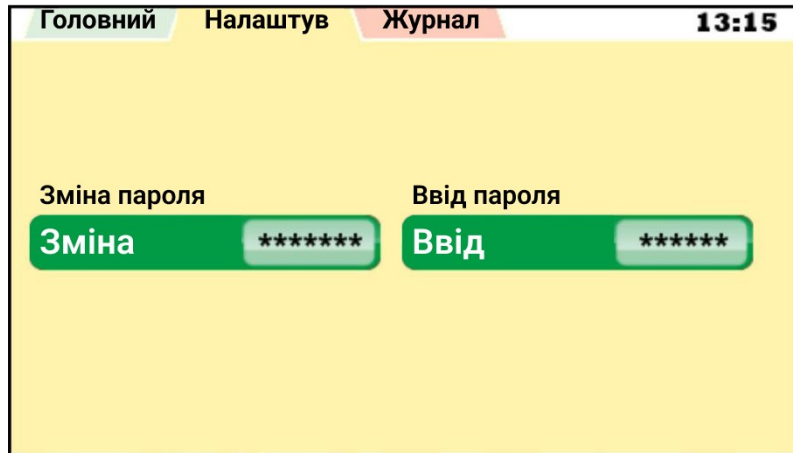 Головний Налаштув Журнал 13:15
Зміна пароля Ввід пароля
Зміна ******* Ввід ******